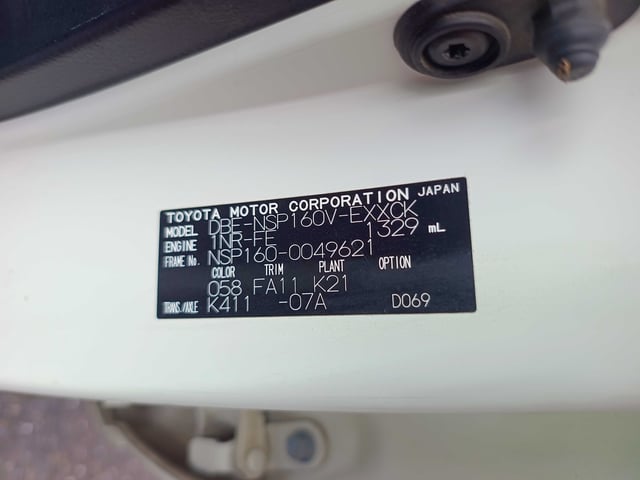 TOYOTA MOTOR CORPORATION JAPAN
MODEL DBE-NSP160V-EXXCK
ENGINE 1NR-FE 1329 mL
FRAME No. NSP160-0049621
COLOR TRIM PLANT OPTION
058 FA11 K21
TRANS./AXLE K411 -07A D069